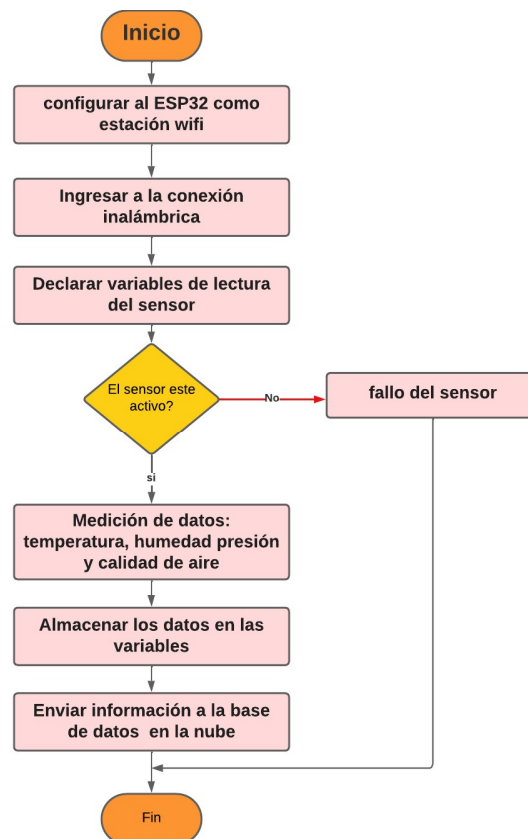 Inicio
configurar al ESP32 como
estación wifi
Ingresar a la conexión
inalámbrica
Declarar variables de lectura
del sensor
El sensor este
activo?
No
fallo del sensor
si
Medición de datos:
temperatura, humedad presión
y calidad de aire
Almacenar los datos en las
variables
Enviar información a la base
de datos en la nube
Fin